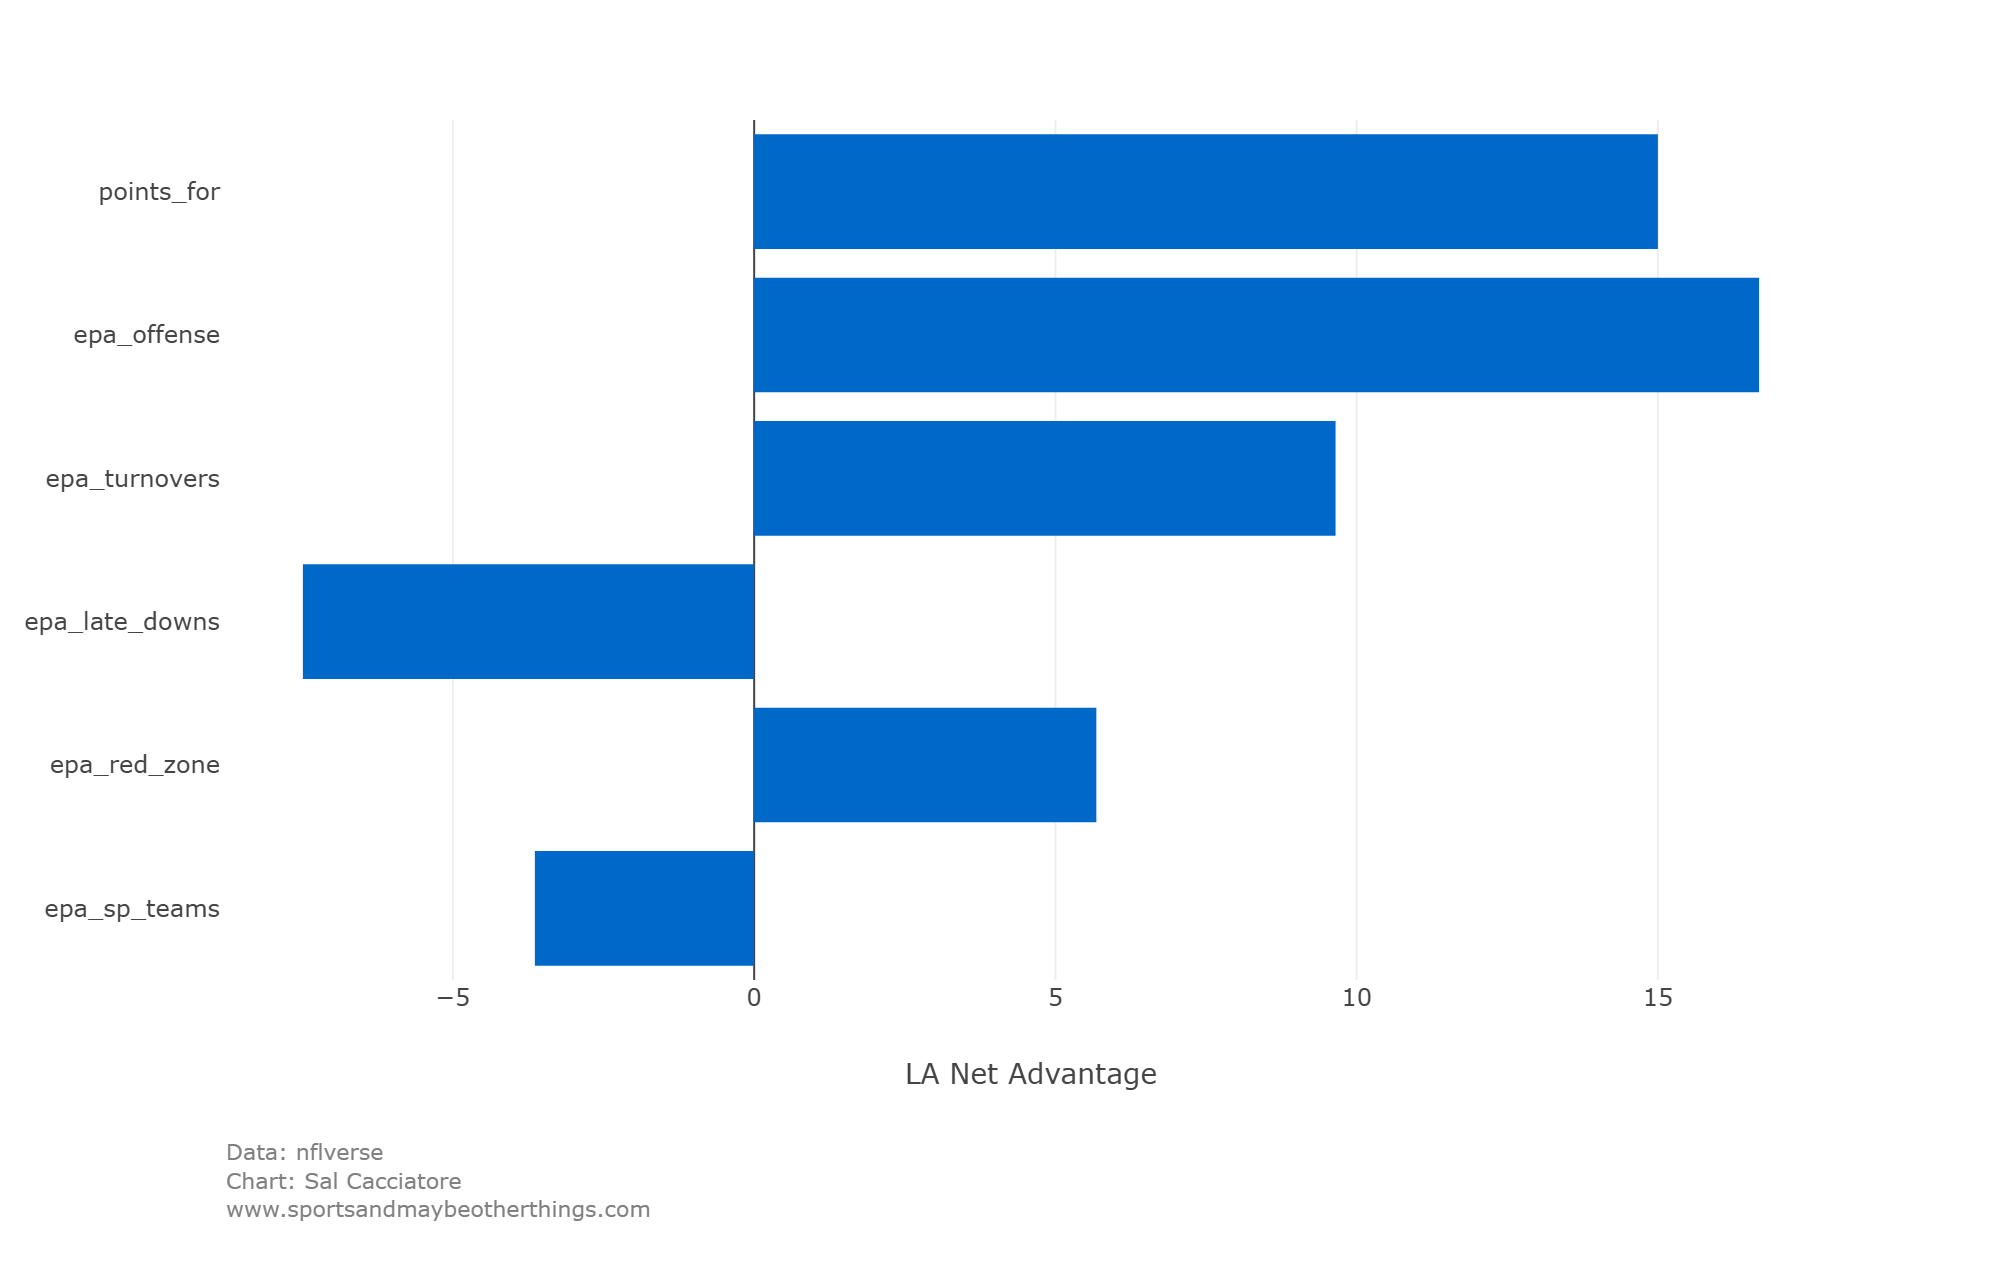 points_for
epa_offense
epa_turnovers
epa_late_downs
epa_red_zone
epa_sp_teams
−5 0 5 10 15
LA Net Advantage
Data: nflverse
Chart: Sal Cacciatore
www.sportsandmaybeotherthings.com